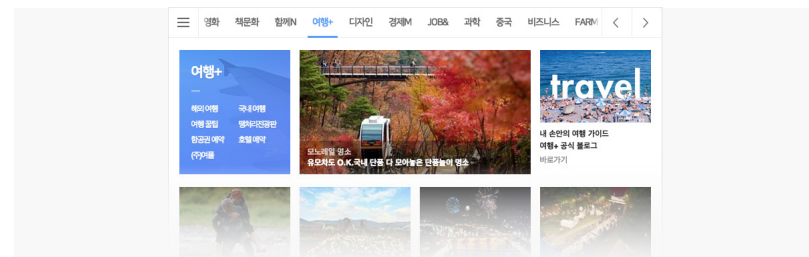 영화 책문화 함께N 여행+ 디자인 경제M JOB& 과학 중국 비즈니스 FARM
여행+
해외여행 국내여행
여행꿀팁 땡처리전광판
항공권 예약 호텔 예약
(주)여플
모노레일 명소
유모차도 O.K.국내 단풍 다 모아놓은 단풍놀이 명소
travel
내 손안의 여행 가이드
여행+ 공식 블로그
바로가기